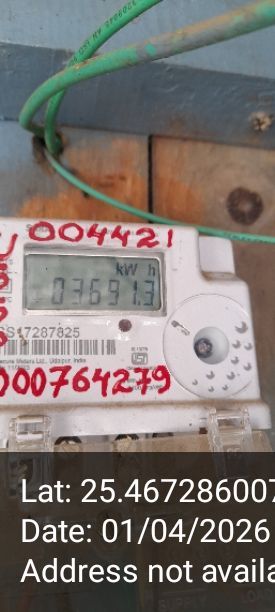 004421
kW h
03691.3
SS17287825
Secure Meters Ltd., Udaipur, India
000764279
Lat: 25.467286007
Date: 01/04/2026
Address not availa